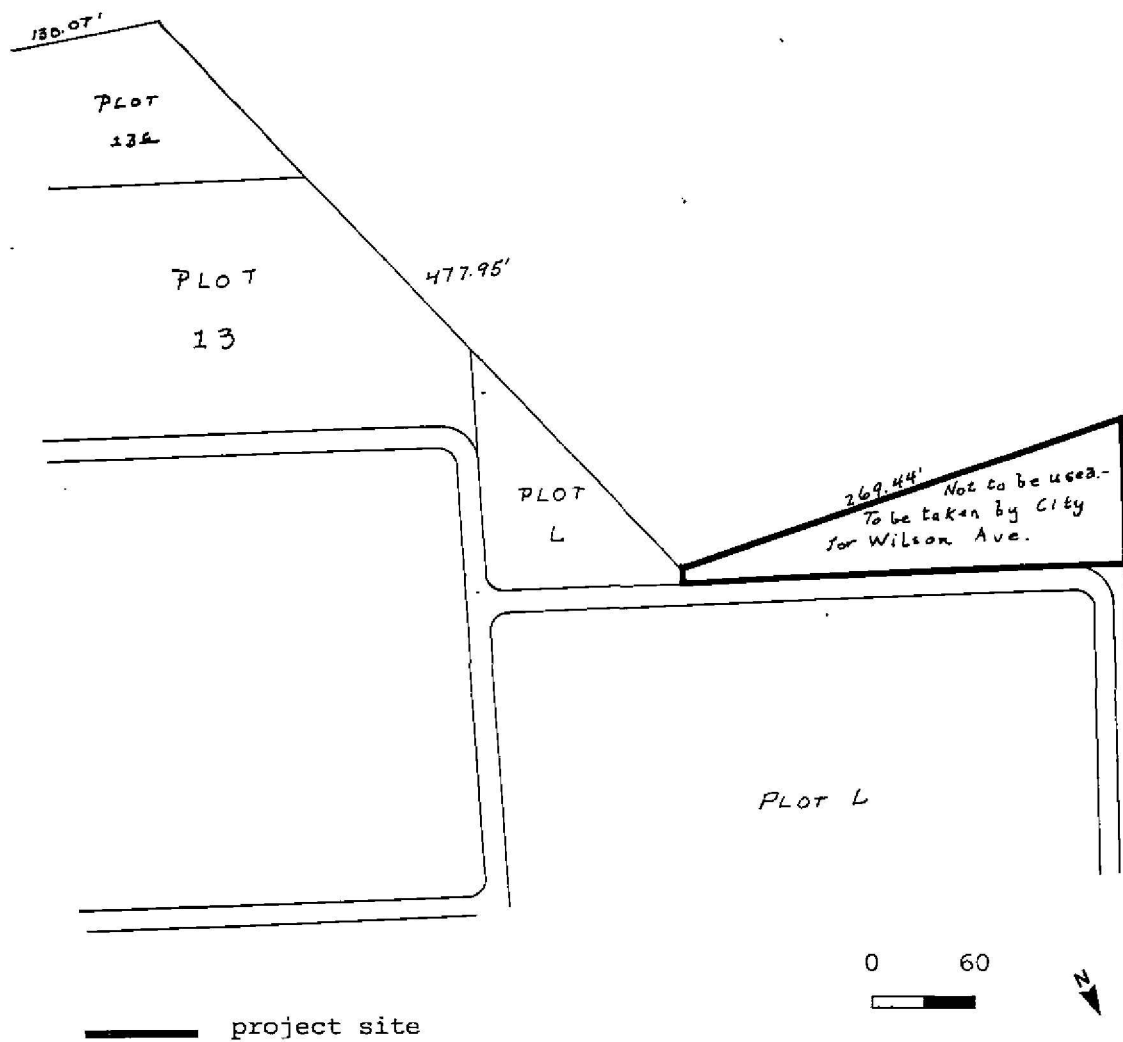 130.07'
PLOT
PLOT
13
477.95'
PLOT
L
269.44' Not to be used.-
To be taken by City
for Wilson Ave.
PLOT L
0 60
N
project site